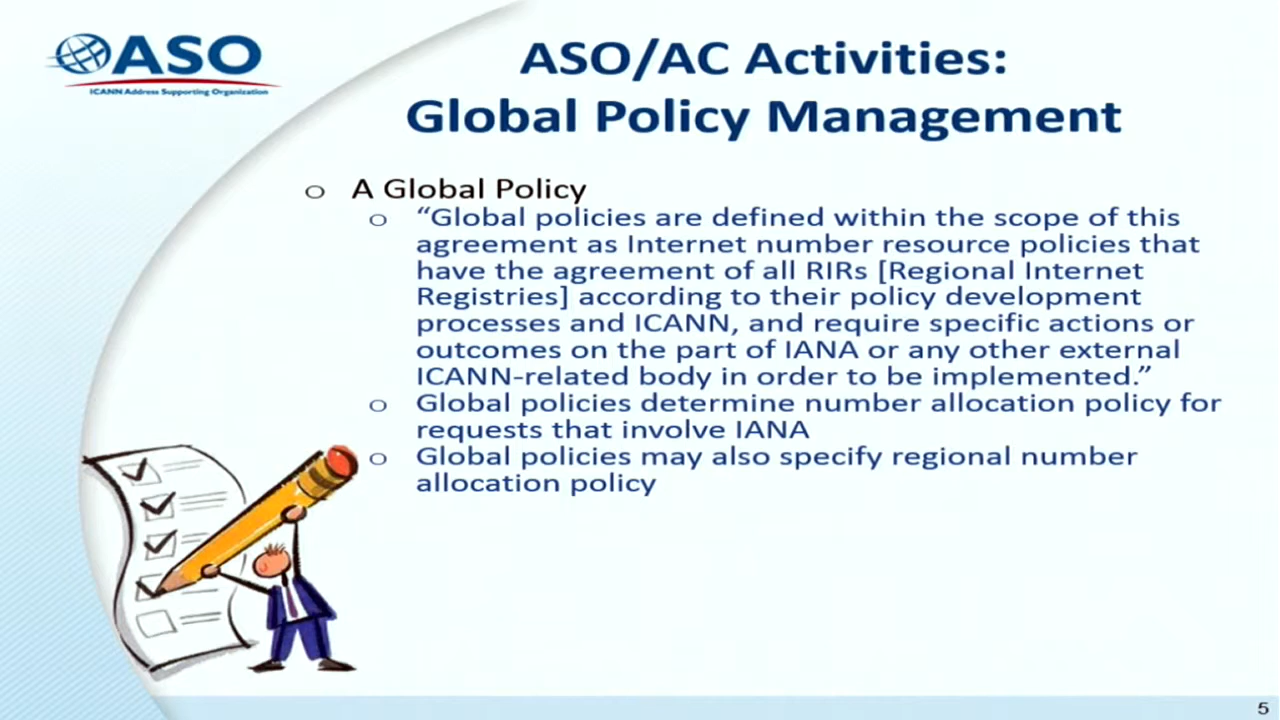 ASO
ICANN Address Supporting Organization
ASO/AC Activities:
Global Policy Management
o A Global Policy
o “Global policies are defined within the scope of this
agreement as Internet number resource policies that
have the agreement of all RIRs [Regional Internet
Registries] according to their policy development
processes and ICANN, and require specific actions or
outcomes on the part of IANA or any other external
ICANN-related body in order to be implemented.”
o Global policies determine number allocation policy for
requests that involve IANA
o Global policies may also specify regional number
allocation policy
5